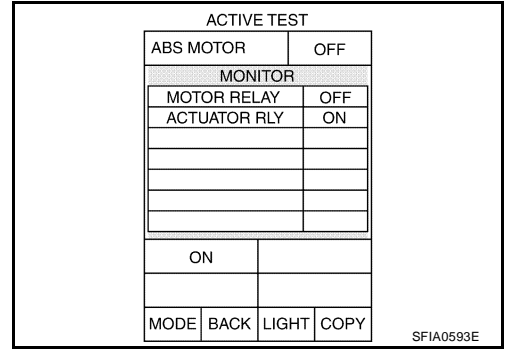 ACTIVE TEST
ABS MOTOR OFF
MONITOR
MOTOR RELAY OFF
ACTUATOR RLY ON
ON
MODE BACK LIGHT COPY
SFIA0593E